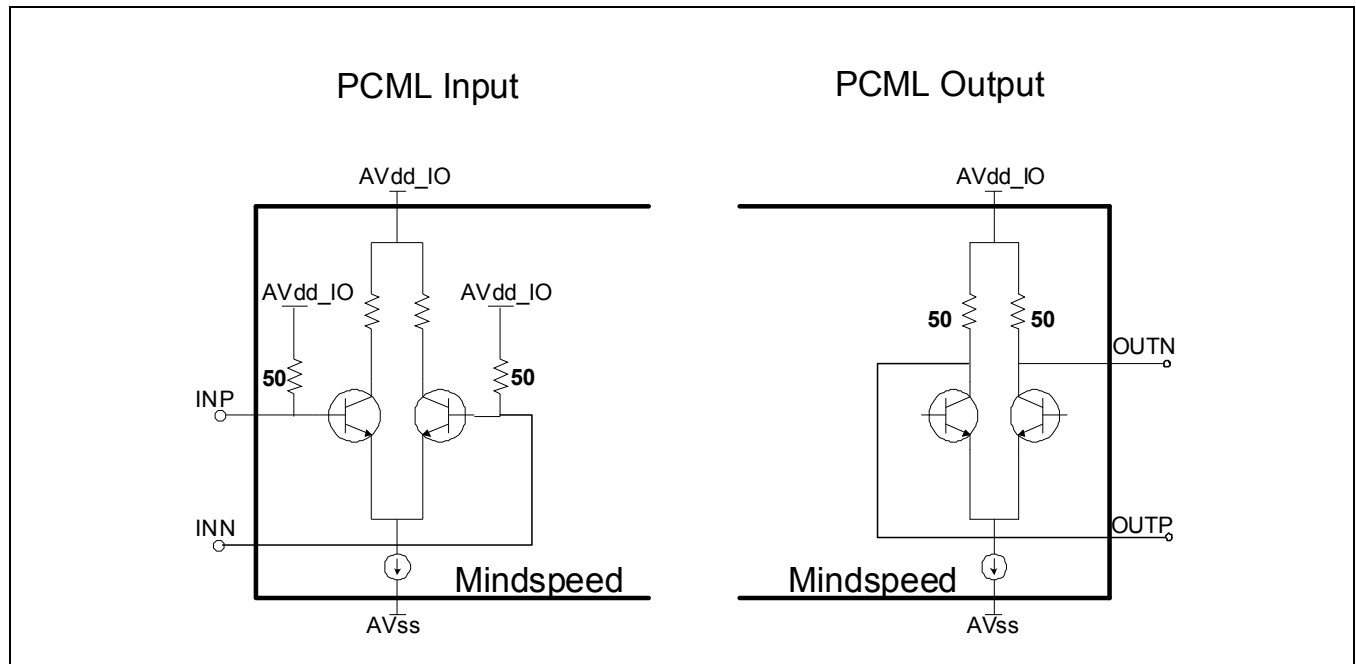 PCML Input
PCML Output
AVdd_IO
AVdd_IO
AVdd_IO
AVdd_IO
50
50
50
50
OUTN
INP
INN
OUTP
Mindspeed
Mindspeed
AVss
AVss